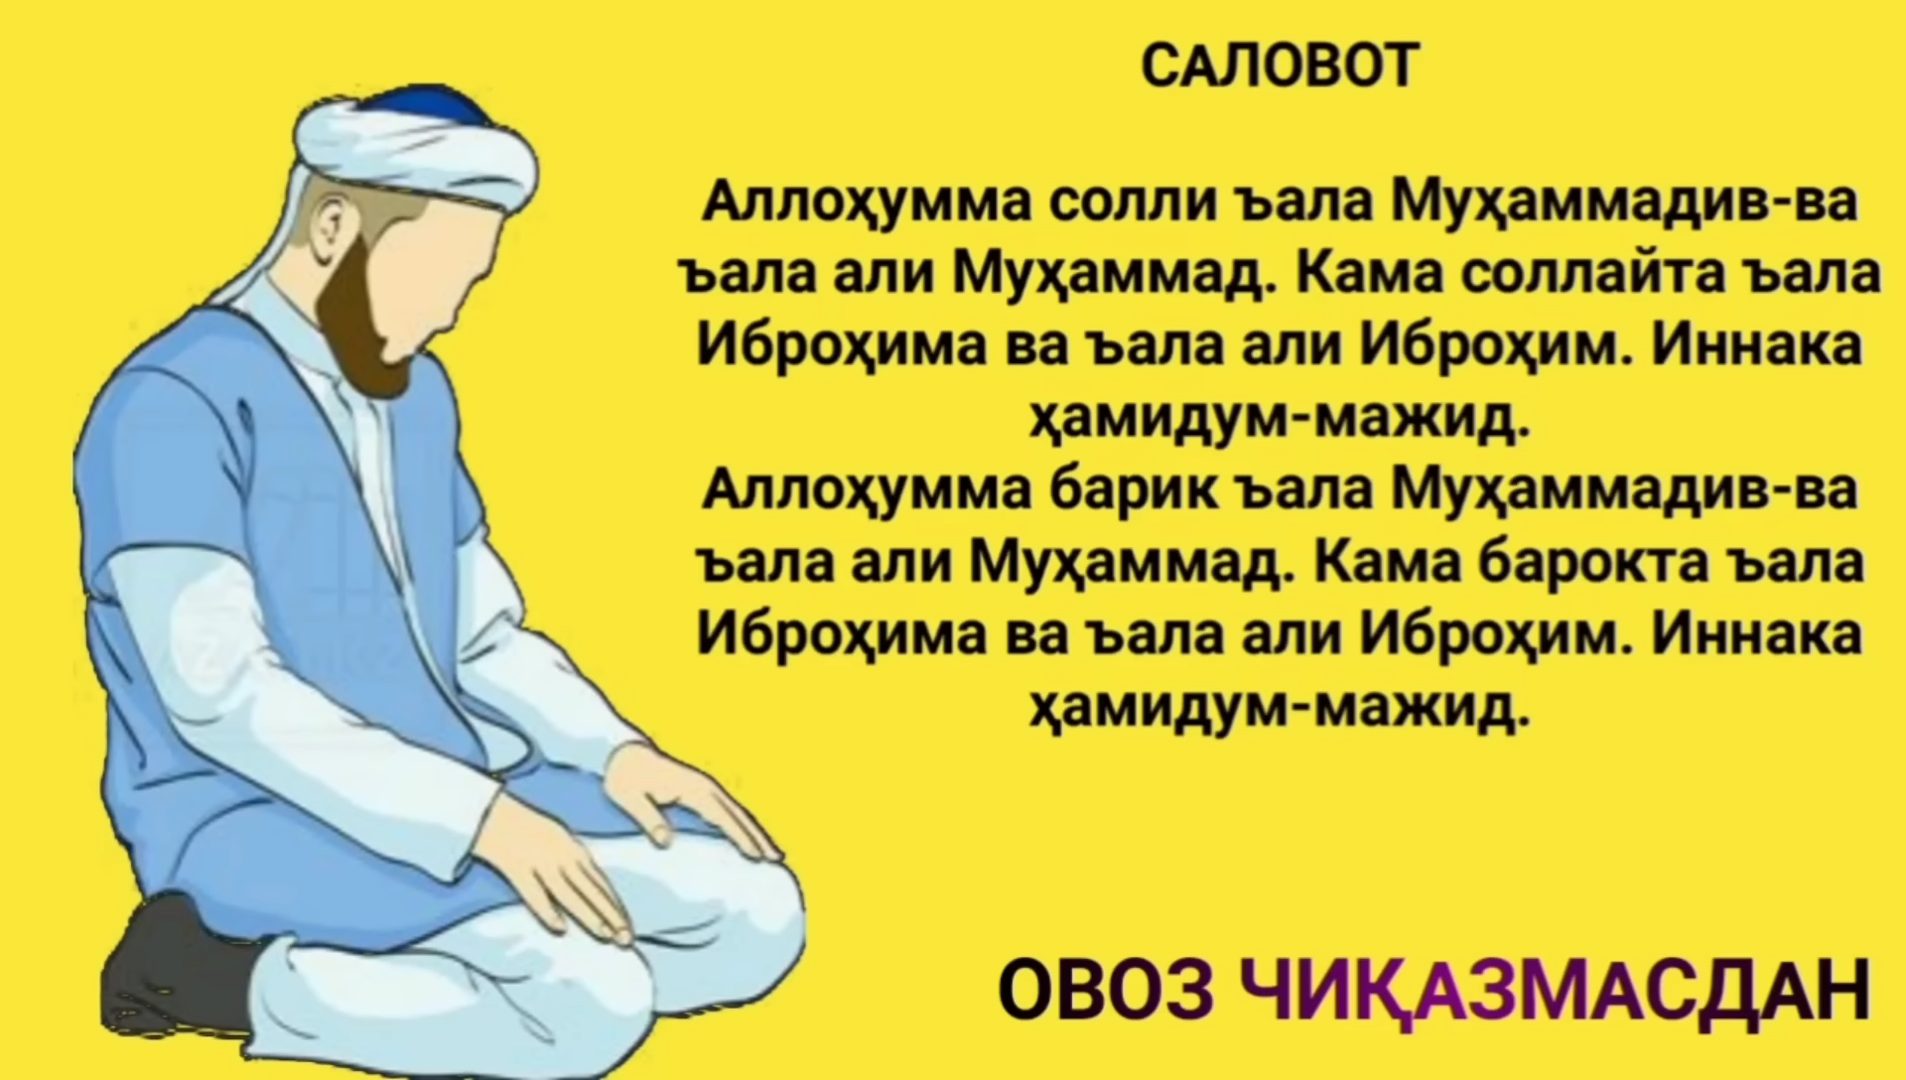 САЛОВОТ
Аллоҳумма солли ъала Муҳаммадив-ва
ъала али Муҳаммад. Кама соллайта ъала
Иброҳима ва ъала али Иброҳим. Иннака
ҳамидум-мажид.
Аллоҳумма барик ъала Муҳаммадив-ва
ъала али Муҳаммад. Кама барокта ъала
Иброҳима ва ъала али Иброҳим. Иннака
ҳамидум-мажид.
ОВОЗ ЧИҚАЗМАСДАН